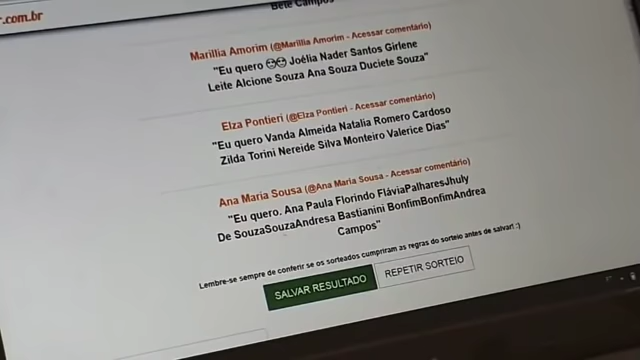 r.com.br
Bete Campos
Marillia Amorim (@Marillia Amorim - Acessar comentário)
"Eu quero 😍😍 Joélia Nader Santos Girlene
Leite Alcione Souza Ana Souza Duciete Souza"
Elza Pontieri (@Elza Pontieri - Acessar comentário)
"Eu quero Vanda Almeida Natalia Romero Cardoso
Zilda Torini Nereide Silva Monteiro Valerice Dias"
Ana Maria Sousa (@Ana Maria Sousa - Acessar comentário)
"Eu quero. Ana Paula Florindo FláviaPalharesJhuly
De SouzaSouzaAndresa Bastianini BonfimBonfimAndrea
Campos"
Lembre-se sempre de conferir se os sorteados cumpriram as regras do sorteio antes de salvar! :)
SALVAR RESULTADO
REPETIR SORTEIO